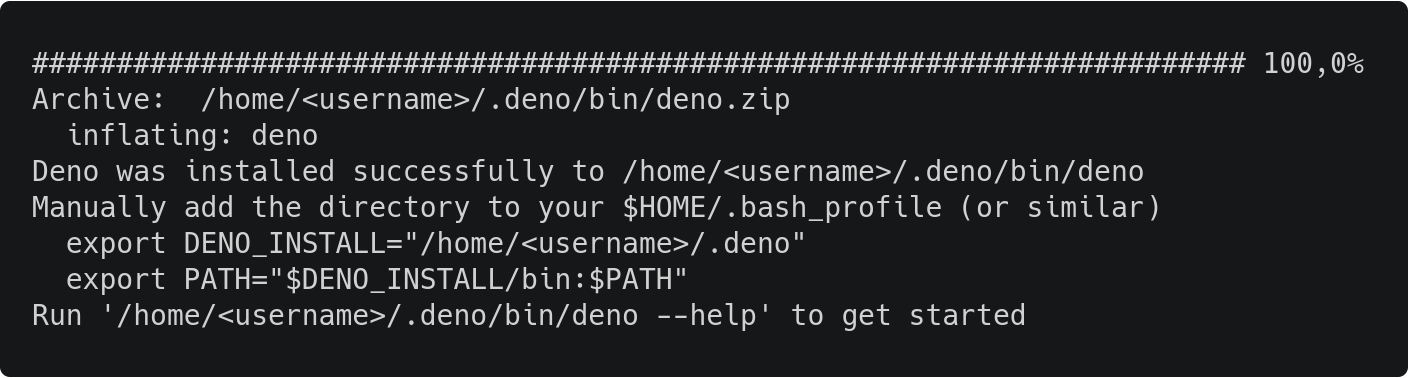 ######################################################################## 100,0%
Archive:  /home/<username>/.deno/bin/deno.zip
  inflating: deno
Deno was installed successfully to /home/<username>/.deno/bin/deno
Manually add the directory to your $HOME/.bash_profile (or similar)
  export DENO_INSTALL="/home/<username>/.deno"
  export PATH="$DENO_INSTALL/bin:$PATH"
Run '/home/<username>/.deno/bin/deno --help' to get started